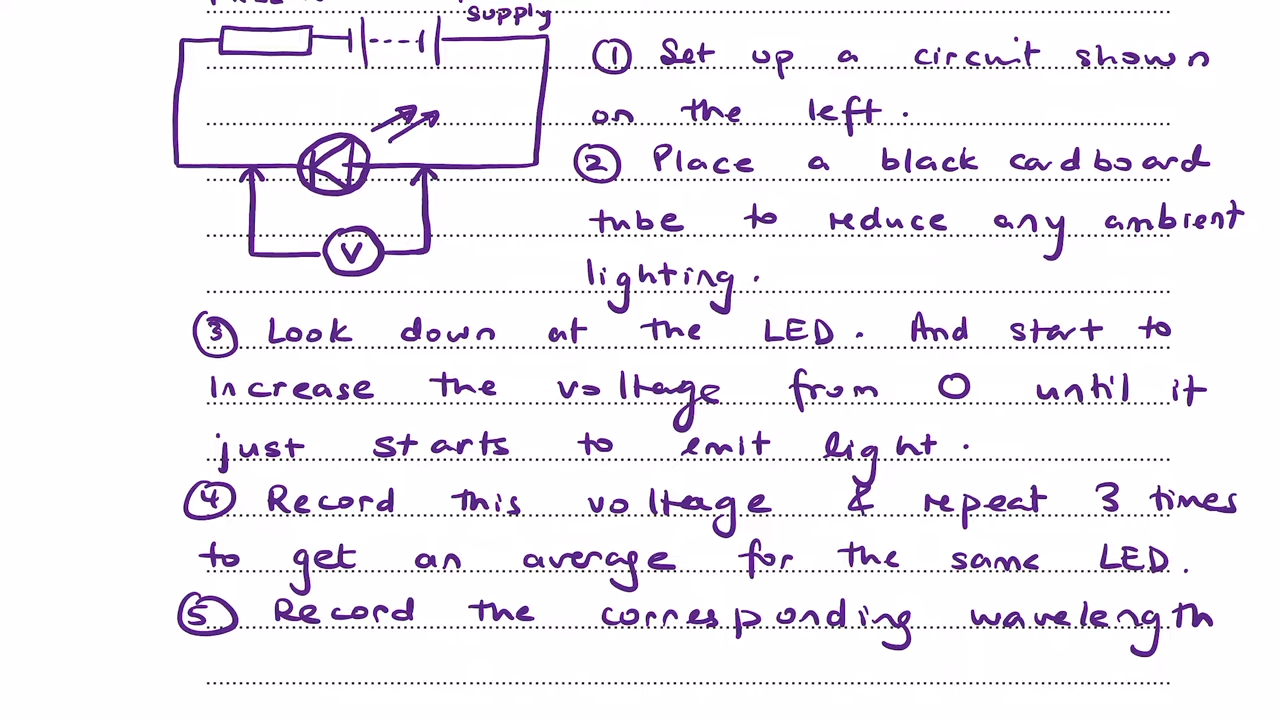 supply
① Set up a circuit shown
on the left.
② Place a black cardboard
tube to reduce any ambient
lighting.
V
③ Look down at the LED. And start to
increase the voltage from 0 until it
just starts to emit light.
④ Record this voltage & repeat 3 times
to get an average for the same LED.
⑤ Record the corresponding wavelength